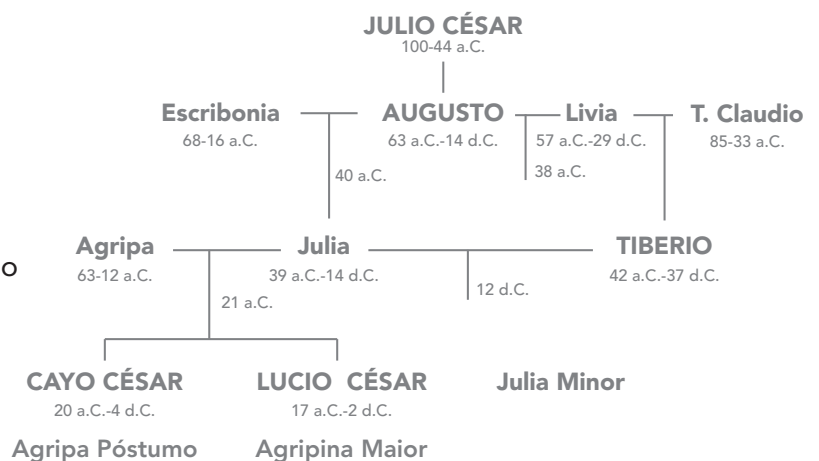 JULIO CÉSAR
100-44 a.C.
Escribonia AUGUSTO Livia T. Claudio
68-16 a.C. 63 a.C.-14 d.C. 57 a.C.-29 d.C. 85-33 a.C.
40 a.C. 38 a.C.
o
Agripa Julia TIBERIO
63-12 a.C. 39 a.C.-14 d.C. 42 a.C.-37 d.C.
21 a.C. 12 d.C.
CAYO CÉSAR LUCIO CÉSAR Julia Minor
20 a.C.-4 d.C. 17 a.C.-2 d.C.
Agripa Póstumo Agripina Maior